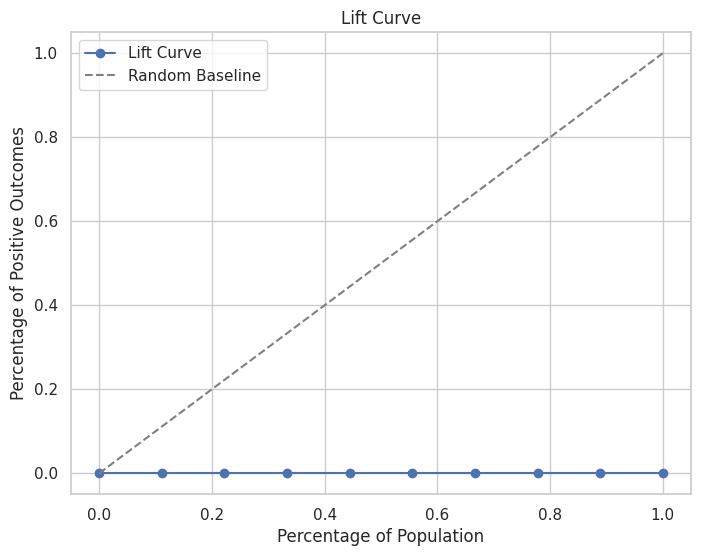 Lift Curve
Lift Curve
Random Baseline
Percentage of Positive Outcomes
1.0
0.8
0.6
0.4
0.2
0.0
0.0 0.2 0.4 0.6 0.8 1.0
Percentage of Population